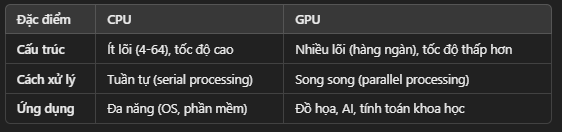 Đặc điểm CPU GPU
Cấu trúc Ít lõi (4-64), tốc độ cao Nhiều lõi (hàng ngàn), tốc độ thấp hơn
Cách xử lý Tuần tự (serial processing) Song song (parallel processing)
Ứng dụng Đa năng (OS, phần mềm) Đồ họa, AI, tính toán khoa học